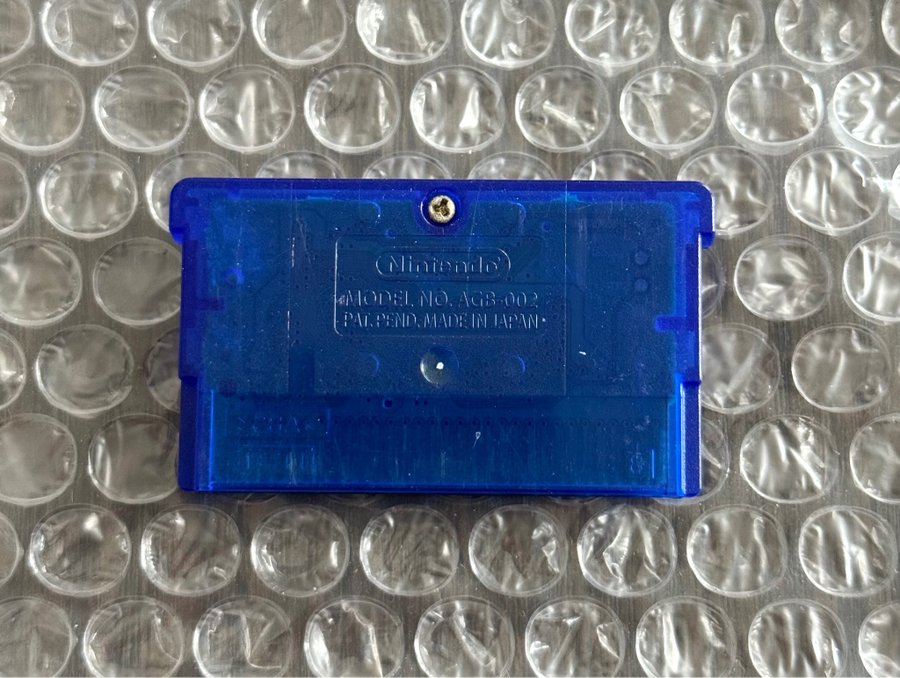 Nintendo®
MODEL NO. AGB-002
PAT. PEND. MADE IN JAPAN